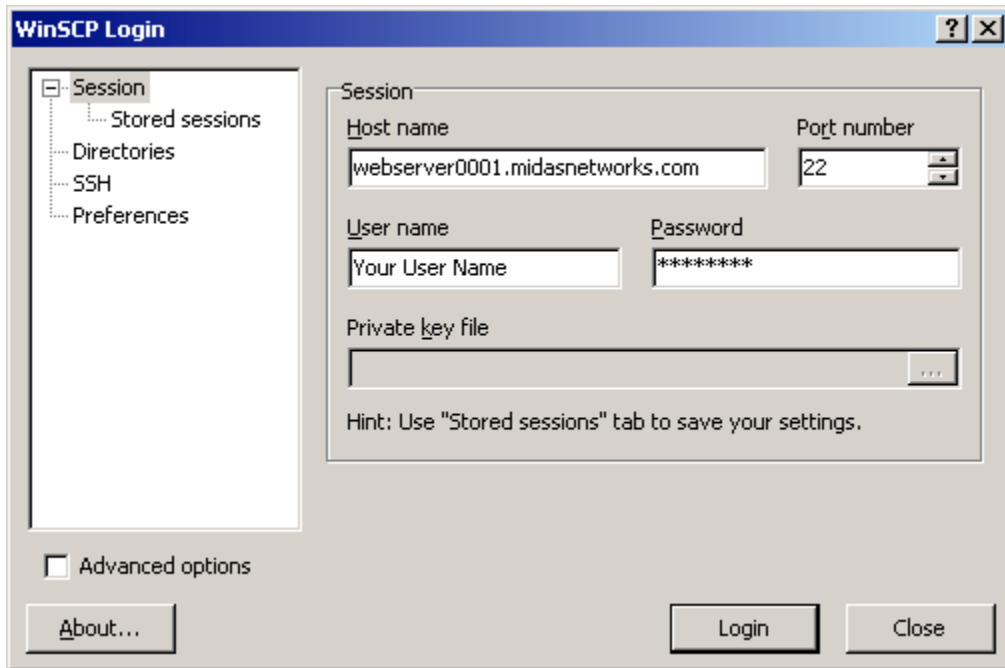 WinSCP Login
Session
Stored sessions
Directories
SSH
Preferences
Session
Host name
Port number
webserver0001.midasnetworks.com
22
User name
Password
Your User Name
********
Private key file
...
Hint: Use "Stored sessions" tab to save your settings.
Advanced options
About...
Login
Close